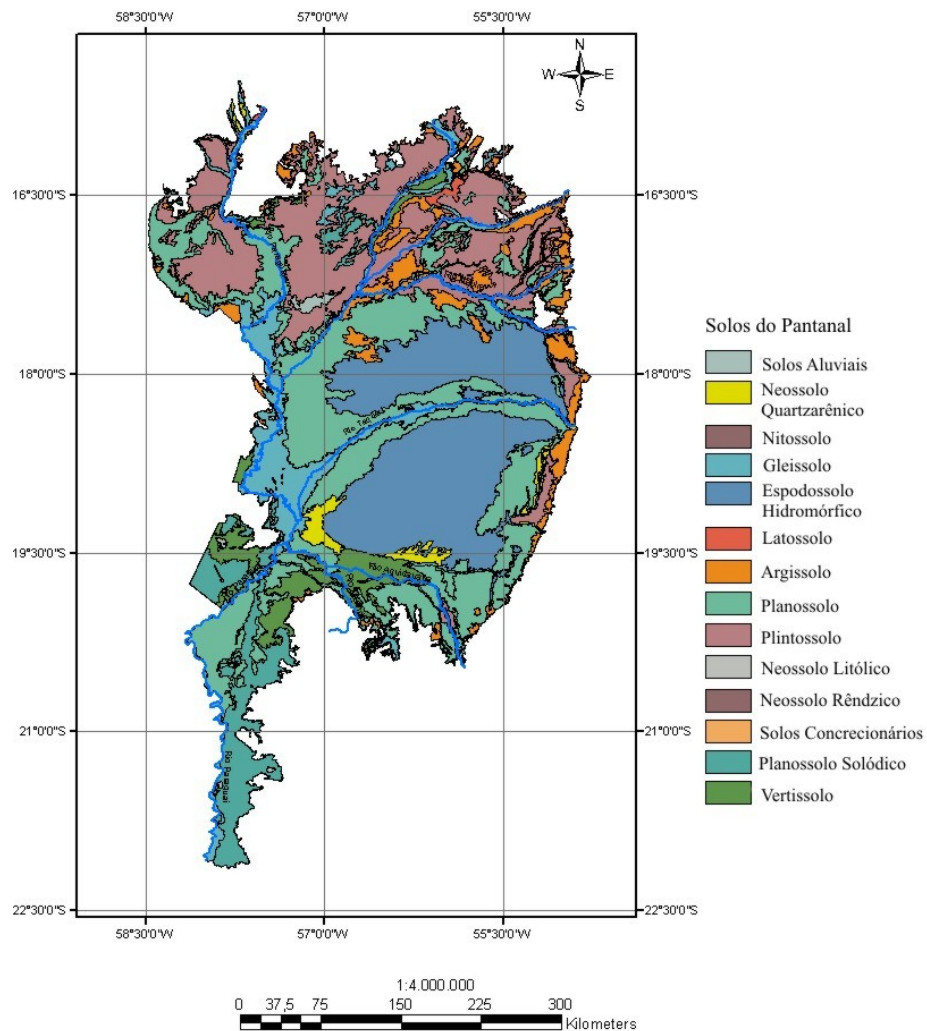 58°30'0"W 57°0'0"W 55°30'0"W
N
W E
S
16°30'0"S 16°30'0"S
18°0'0"S 18°0'0"S
19°30'0"S 19°30'0"S
21°0'0"S 21°0'0"S
22°30'0"S 22°30'0"S
Rio Aquidauana
Rio Paraguai
58°30'0"W 57°0'0"W 55°30'0"W
Solos do Pantanal
Solos Aluviais
Neossolo
Quartzarênico
Nitossolo
Gleissolo
Espodossolo
Hidromórfico
Latossolo
Argissolo
Planossolo
Plintossolo
Neossolo Litólico
Neossolo Rêndzico
Solos Concrecionários
Planossolo Solódico
Vertissolo
1:4.000.000
0 37,5 75 150 225 300
Kilometers